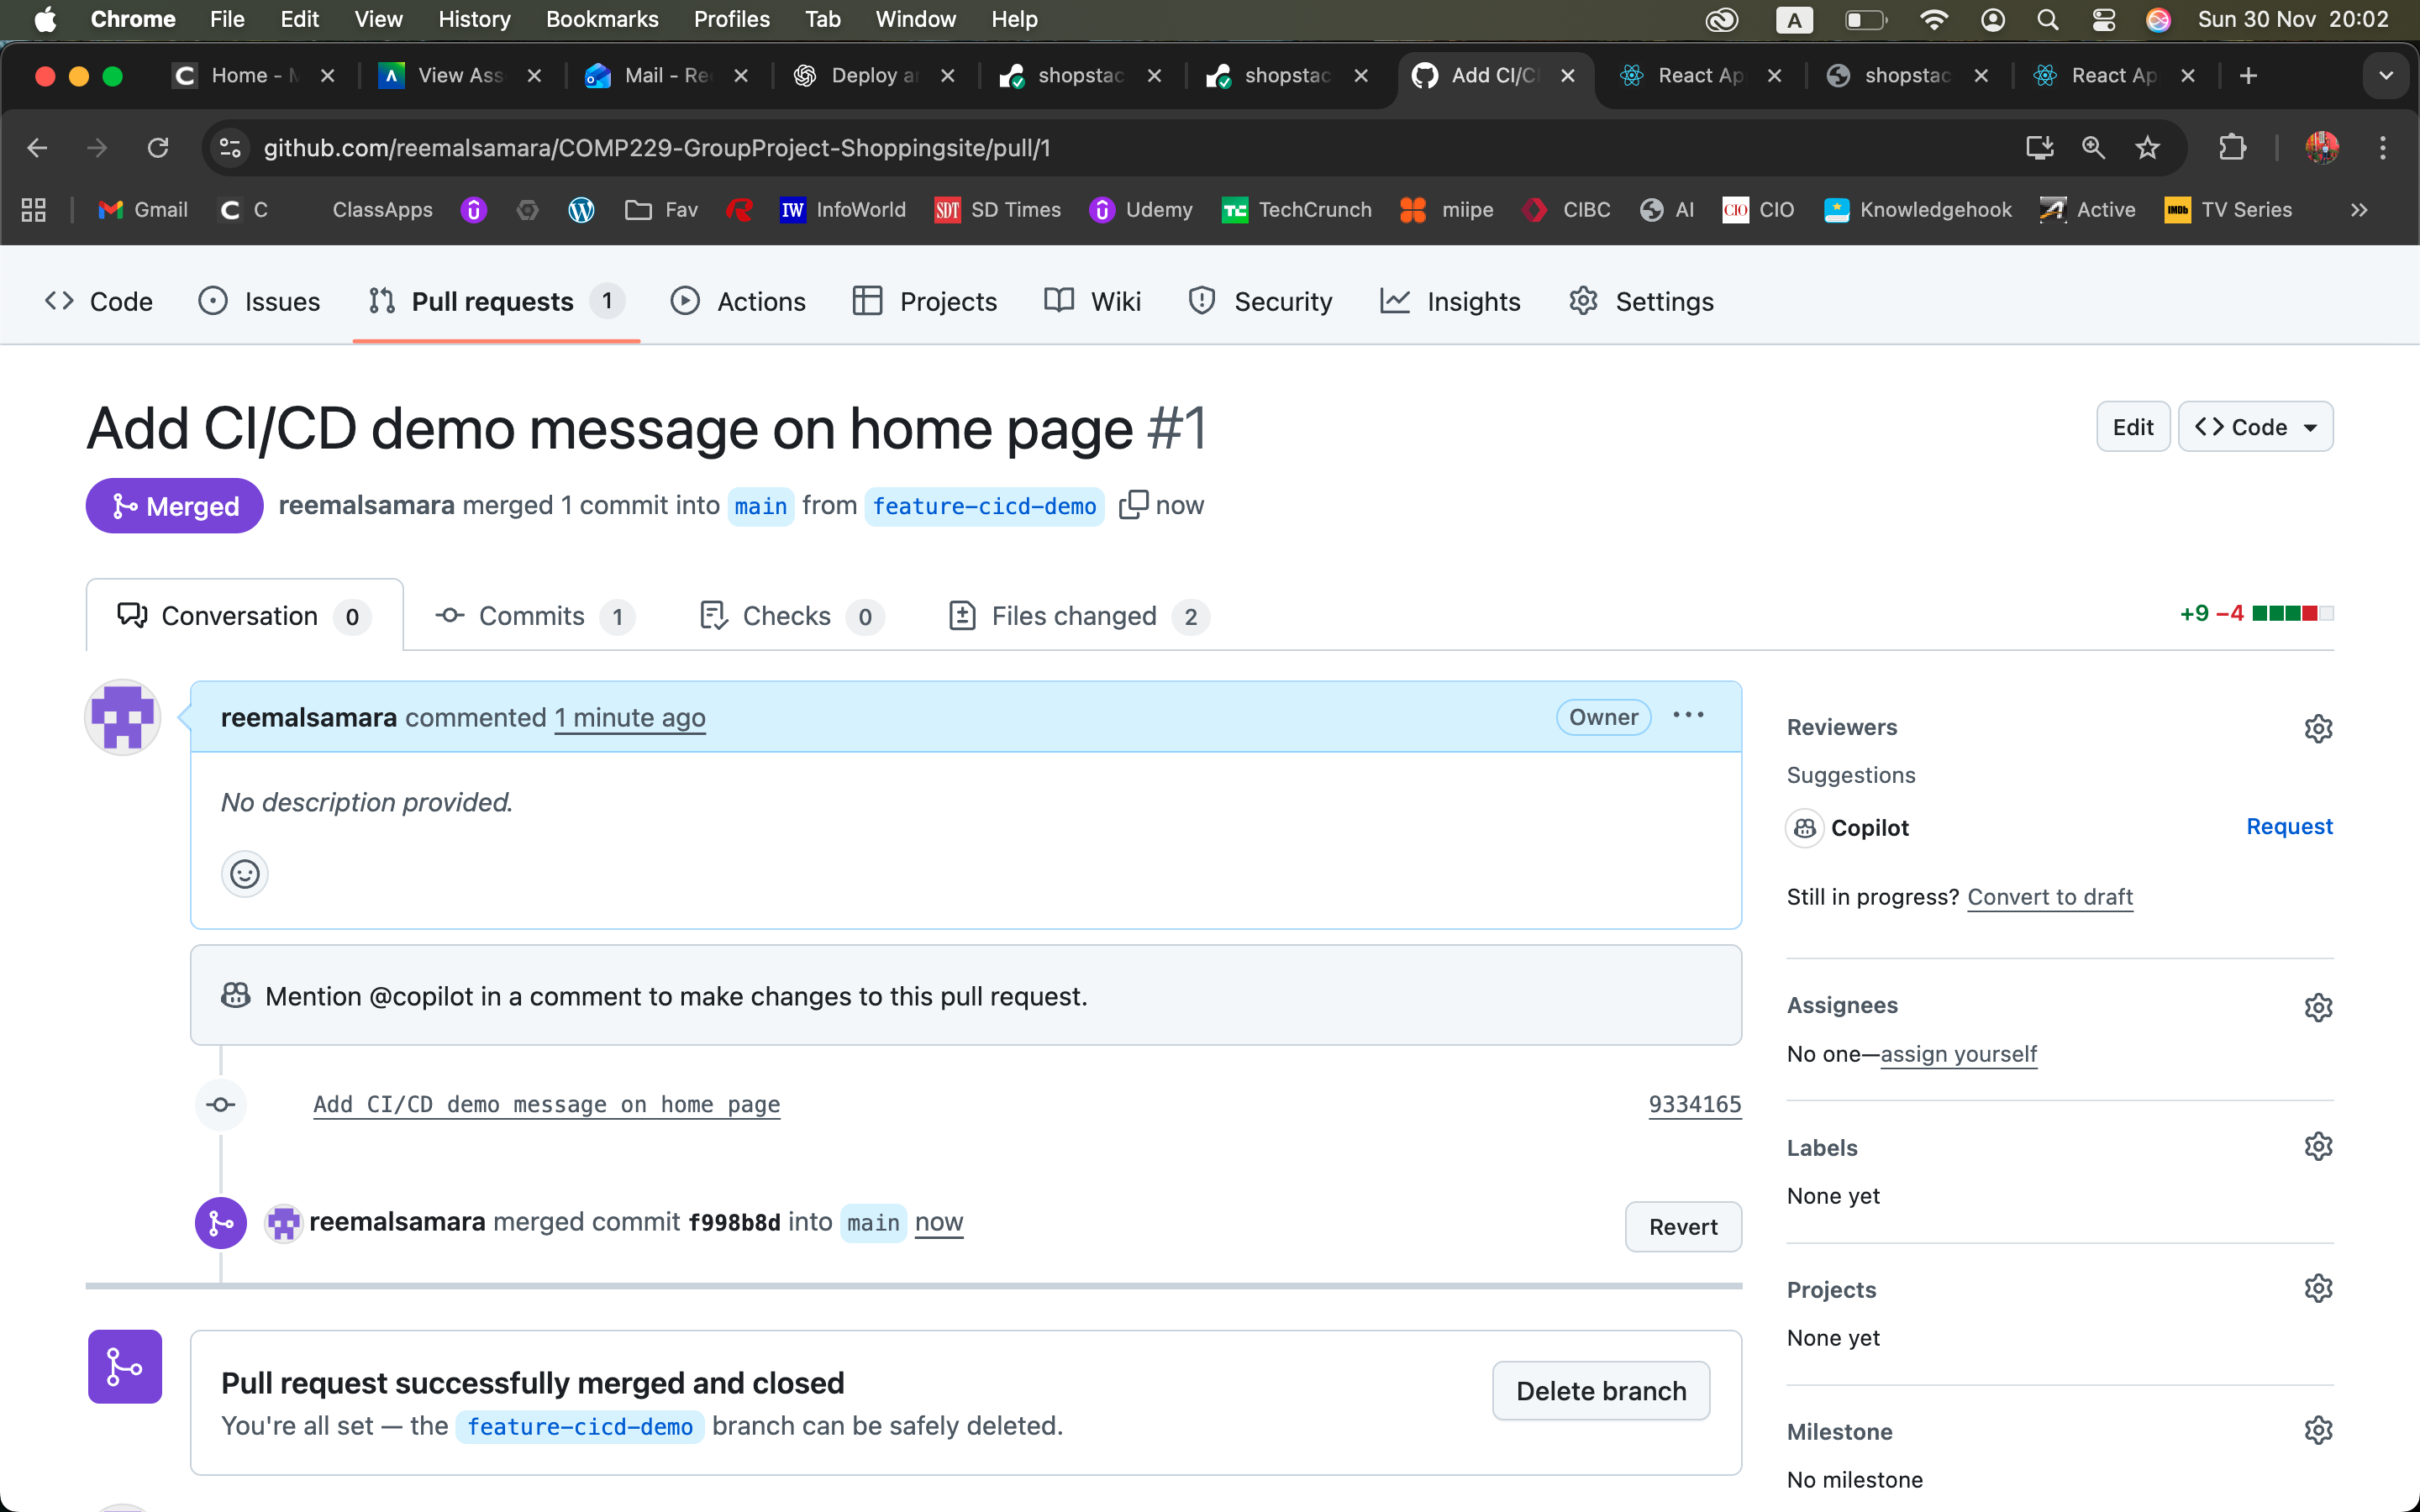 Chrome File Edit View History Bookmarks Profiles Tab Window Help A Sun 30 Nov 20:02
Home - M View Ass Mail - Re Deploy an shopstac shopstac Add CI/C React Ap shopstac React Ap
github.com/reemalsamara/COMP229-GroupProject-Shoppingsite/pull/1
Gmail C ClassApps Fav IW InfoWorld SDT SD Times Udemy TechCrunch miipe CIBC AI CIO CIO Knowledgehook Active IMDb TV Series
Code Issues Pull requests 1 Actions Projects Wiki Security Insights Settings
Add CI/CD demo message on home page #1
Edit Code
Merged reemalsamara merged 1 commit into main from feature-cicd-demo now
Conversation 0 Commits 1 Checks 0 Files changed 2 +9 −4
reemalsamara commented 1 minute ago Owner
No description provided.
Mention @copilot in a comment to make changes to this pull request.
Add CI/CD demo message on home page 9334165
reemalsamara merged commit f998b8d into main now Revert
Pull request successfully merged and closed
You're all set — the feature-cicd-demo branch can be safely deleted.
Delete branch
Reviewers
Suggestions
Copilot Request
Still in progress? Convert to draft
Assignees
No one—assign yourself
Labels
None yet
Projects
None yet
Milestone
No milestone